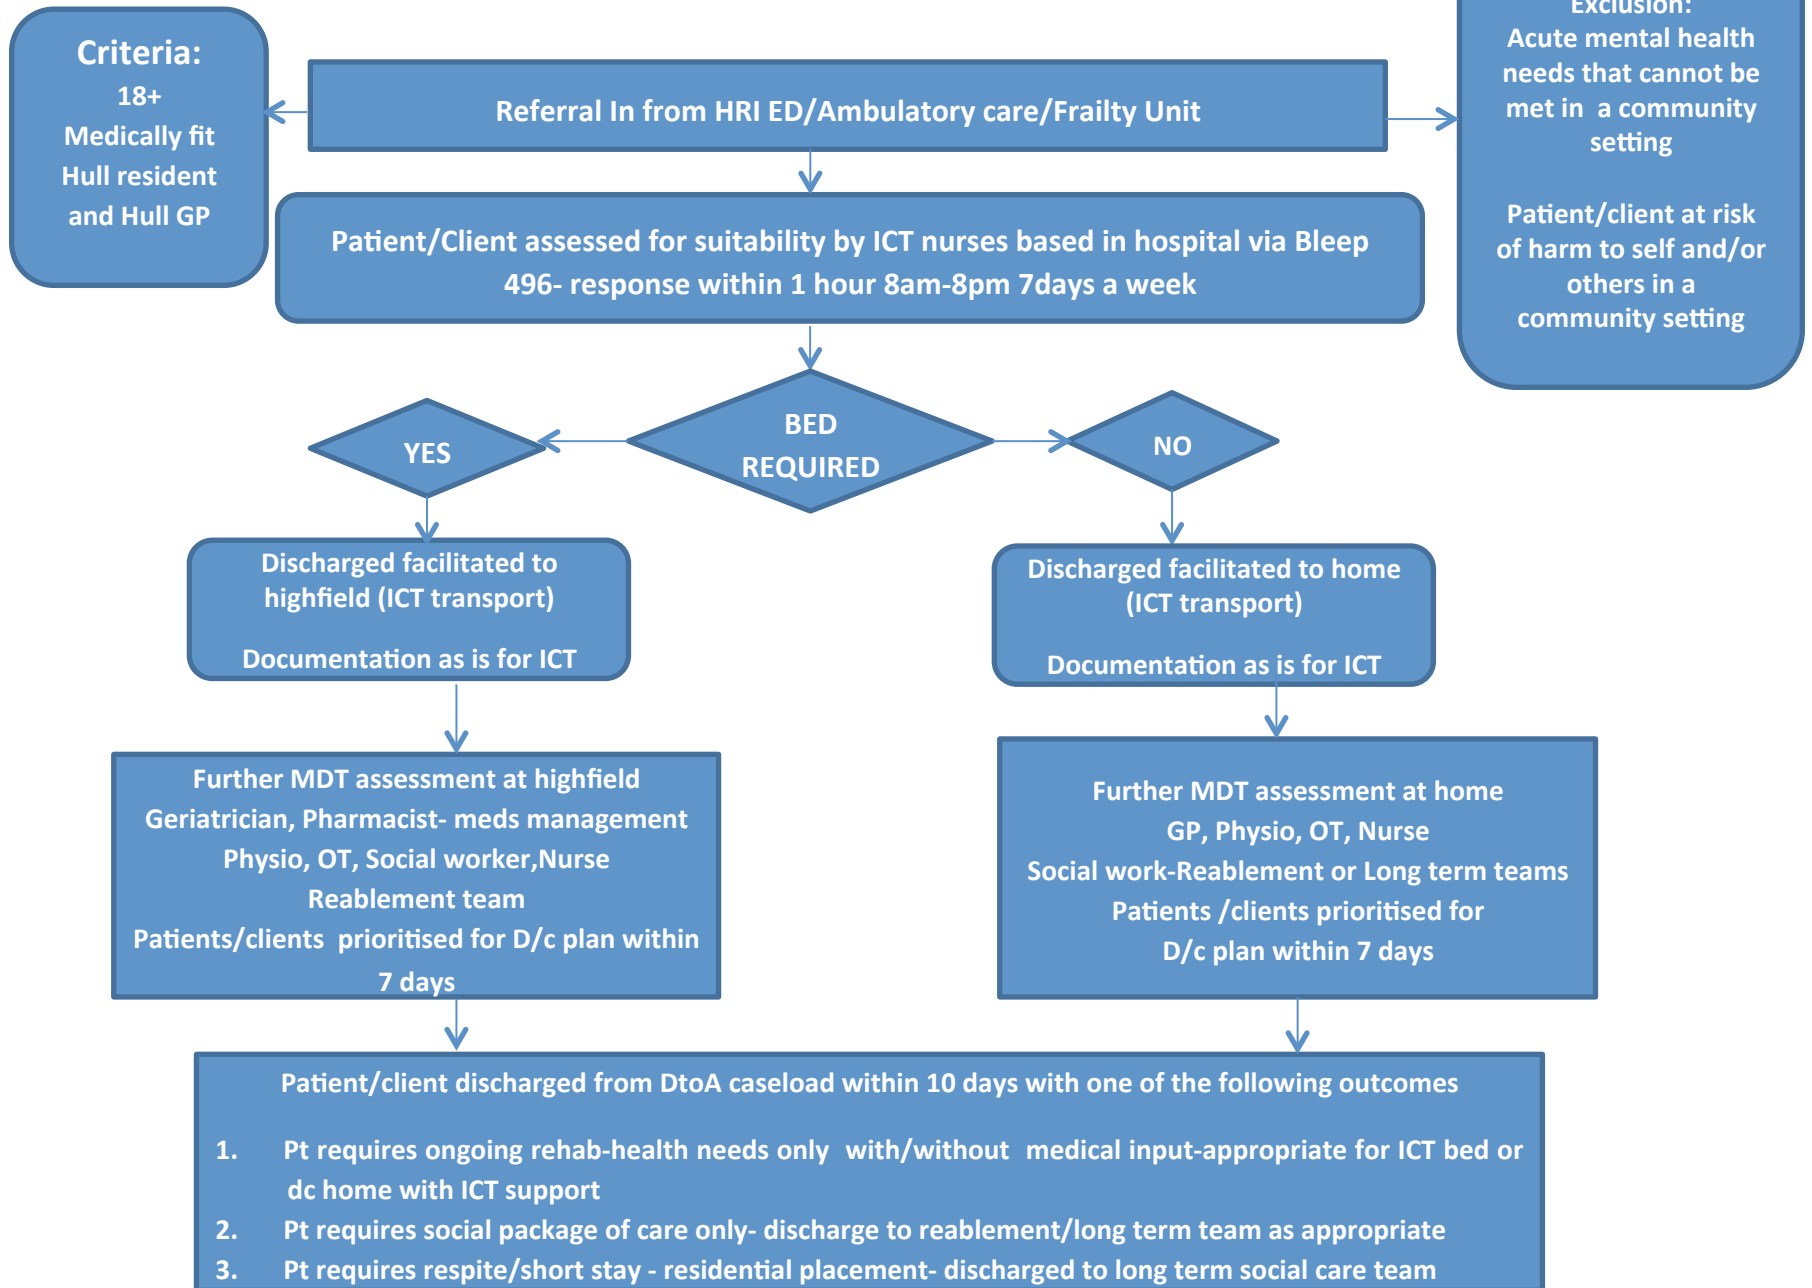 Criteria:
18+
Medically fit
Hull resident
and Hull GP
Referral In from HRI ED/Ambulatory care/Frailty Unit
Exclusion:
Acute mental health
needs that cannot be
met in a community
setting
Patient/client at risk
of harm to self and/or
others in a
community setting
Patient/Client assessed for suitability by ICT nurses based in hospital via Bleep
496- response within 1 hour 8am-8pm 7days a week
BED
REQUIRED
YES
NO
Discharged facilitated to
highfield (ICT transport)
Documentation as is for ICT
Discharged facilitated to home
(ICT transport)
Documentation as is for ICT
Further MDT assessment at highfield
Geriatrician, Pharmacist- meds management
Physio, OT, Social worker,Nurse
Reablement team
Patients/clients prioritised for D/c plan within
7 days
Further MDT assessment at home
GP, Physio, OT, Nurse
Social work-Reablement or Long term teams
Patients /clients prioritised for
D/c plan within 7 days
Patient/client discharged from DtoA caseload within 10 days with one of the following outcomes
1. Pt requires ongoing rehab-health needs only with/without medical input-appropriate for ICT bed or
dc home with ICT support
2. Pt requires social package of care only- discharge to reablement/long term team as appropriate
3. Pt requires respite/short stay - residential placement- discharged to long term social care team